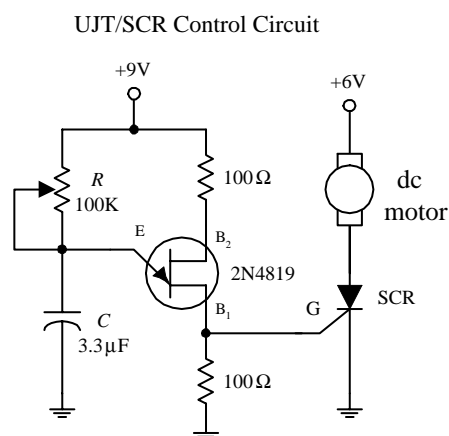 UJT/SCR Control Circuit
+9V
+6V
R
100K
100Ω
dc
motor
E
B2
2N4819
B1
G
SCR
C
3.3µF
100Ω